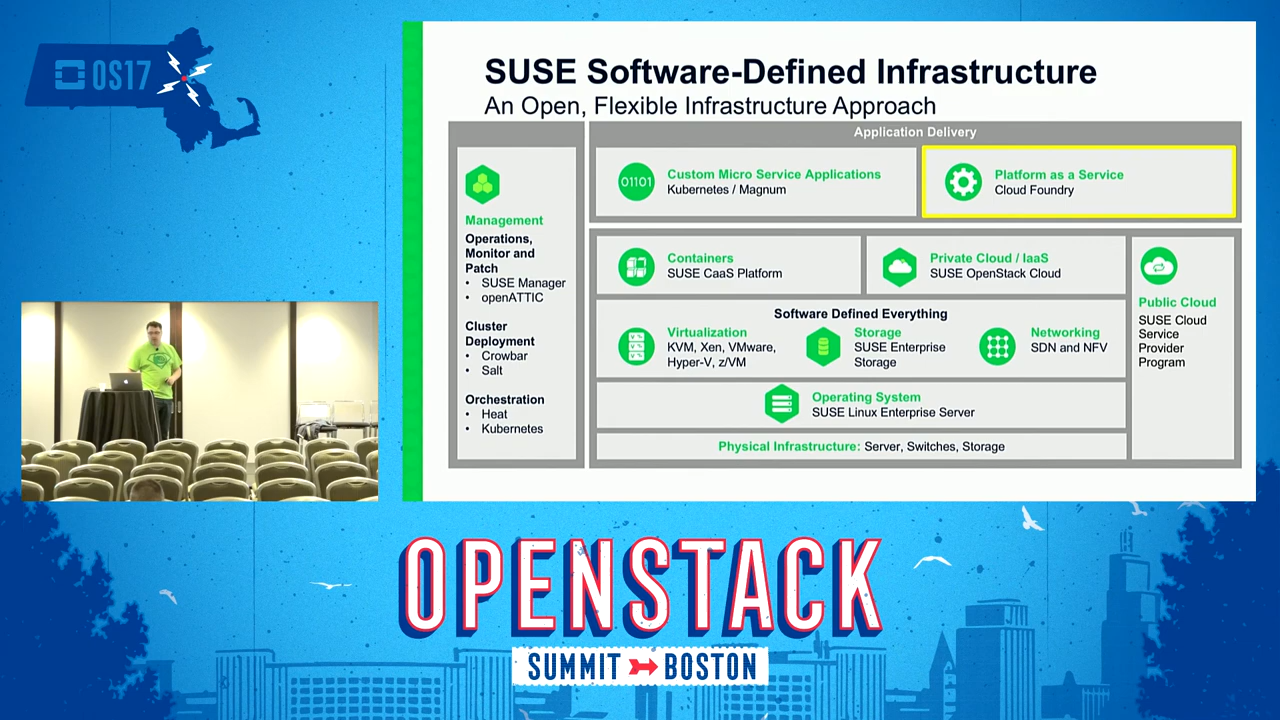 OS17
SUSE Software-Defined Infrastructure
An Open, Flexible Infrastructure Approach
Management
Operations,
Monitor and
Patch
• SUSE Manager
• openATTIC
Cluster
Deployment
• Crowbar
• Salt
Orchestration
• Heat
• Kubernetes
Application Delivery
01101
Custom Micro Service Applications
Kubernetes / Magnum
Platform as a Service
Cloud Foundry
Containers
SUSE CaaS Platform
Private Cloud / IaaS
SUSE OpenStack Cloud
Software Defined Everything
Virtualization
KVM, Xen, VMware,
Hyper-V, z/VM
Storage
SUSE Enterprise
Storage
Networking
SDN and NFV
Operating System
SUSE Linux Enterprise Server
Physical Infrastructure: Server, Switches, Storage
Public Cloud
SUSE Cloud
Service
Provider
Program
OPENSTACK
SUMMIT BOSTON